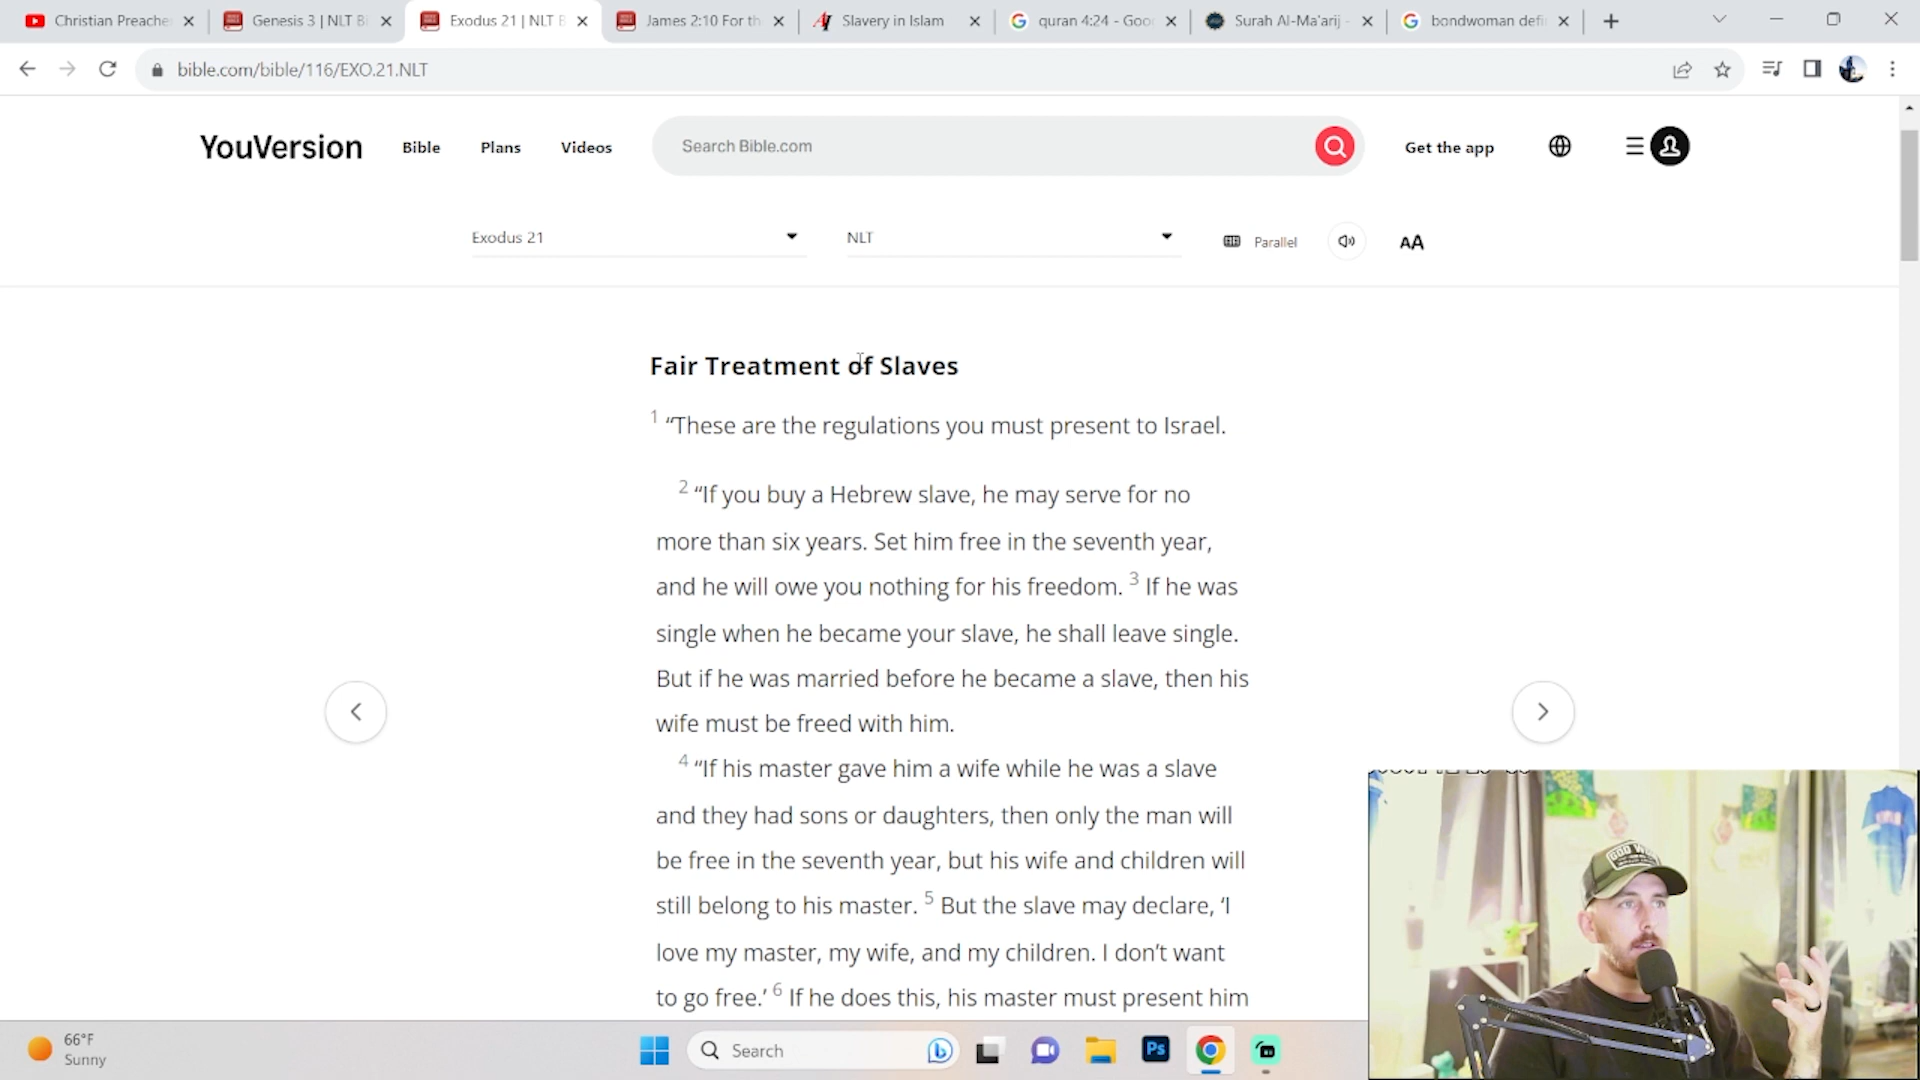 Christian Preache
Genesis 3 | NLT B
Exodus 21 | NLT B
James 2:10 For th
Slavery in Islam
quran 4:24 - Goo
Surah Al-Ma'arij -
bondwoman defi
bible.com/bible/116/EXO.21.NLT
YouVersion
Bible
Plans
Videos
Search Bible.com
Get the app
Exodus 21
NLT
Parallel
AA
Fair Treatment of Slaves
1 “These are the regulations you must present to Israel.
2 “If you buy a Hebrew slave, he may serve for no
more than six years. Set him free in the seventh year,
and he will owe you nothing for his freedom. 3 If he was
single when he became your slave, he shall leave single.
But if he was married before he became a slave, then his
wife must be freed with him.
4 “If his master gave him a wife while he was a slave
and they had sons or daughters, then only the man will
be free in the seventh year, but his wife and children will
still belong to his master. 5 But the slave may declare, ‘I
love my master, my wife, and my children. I don’t want
to go free.’ 6 If he does this, his master must present him
66°F
Sunny
Search
Ps